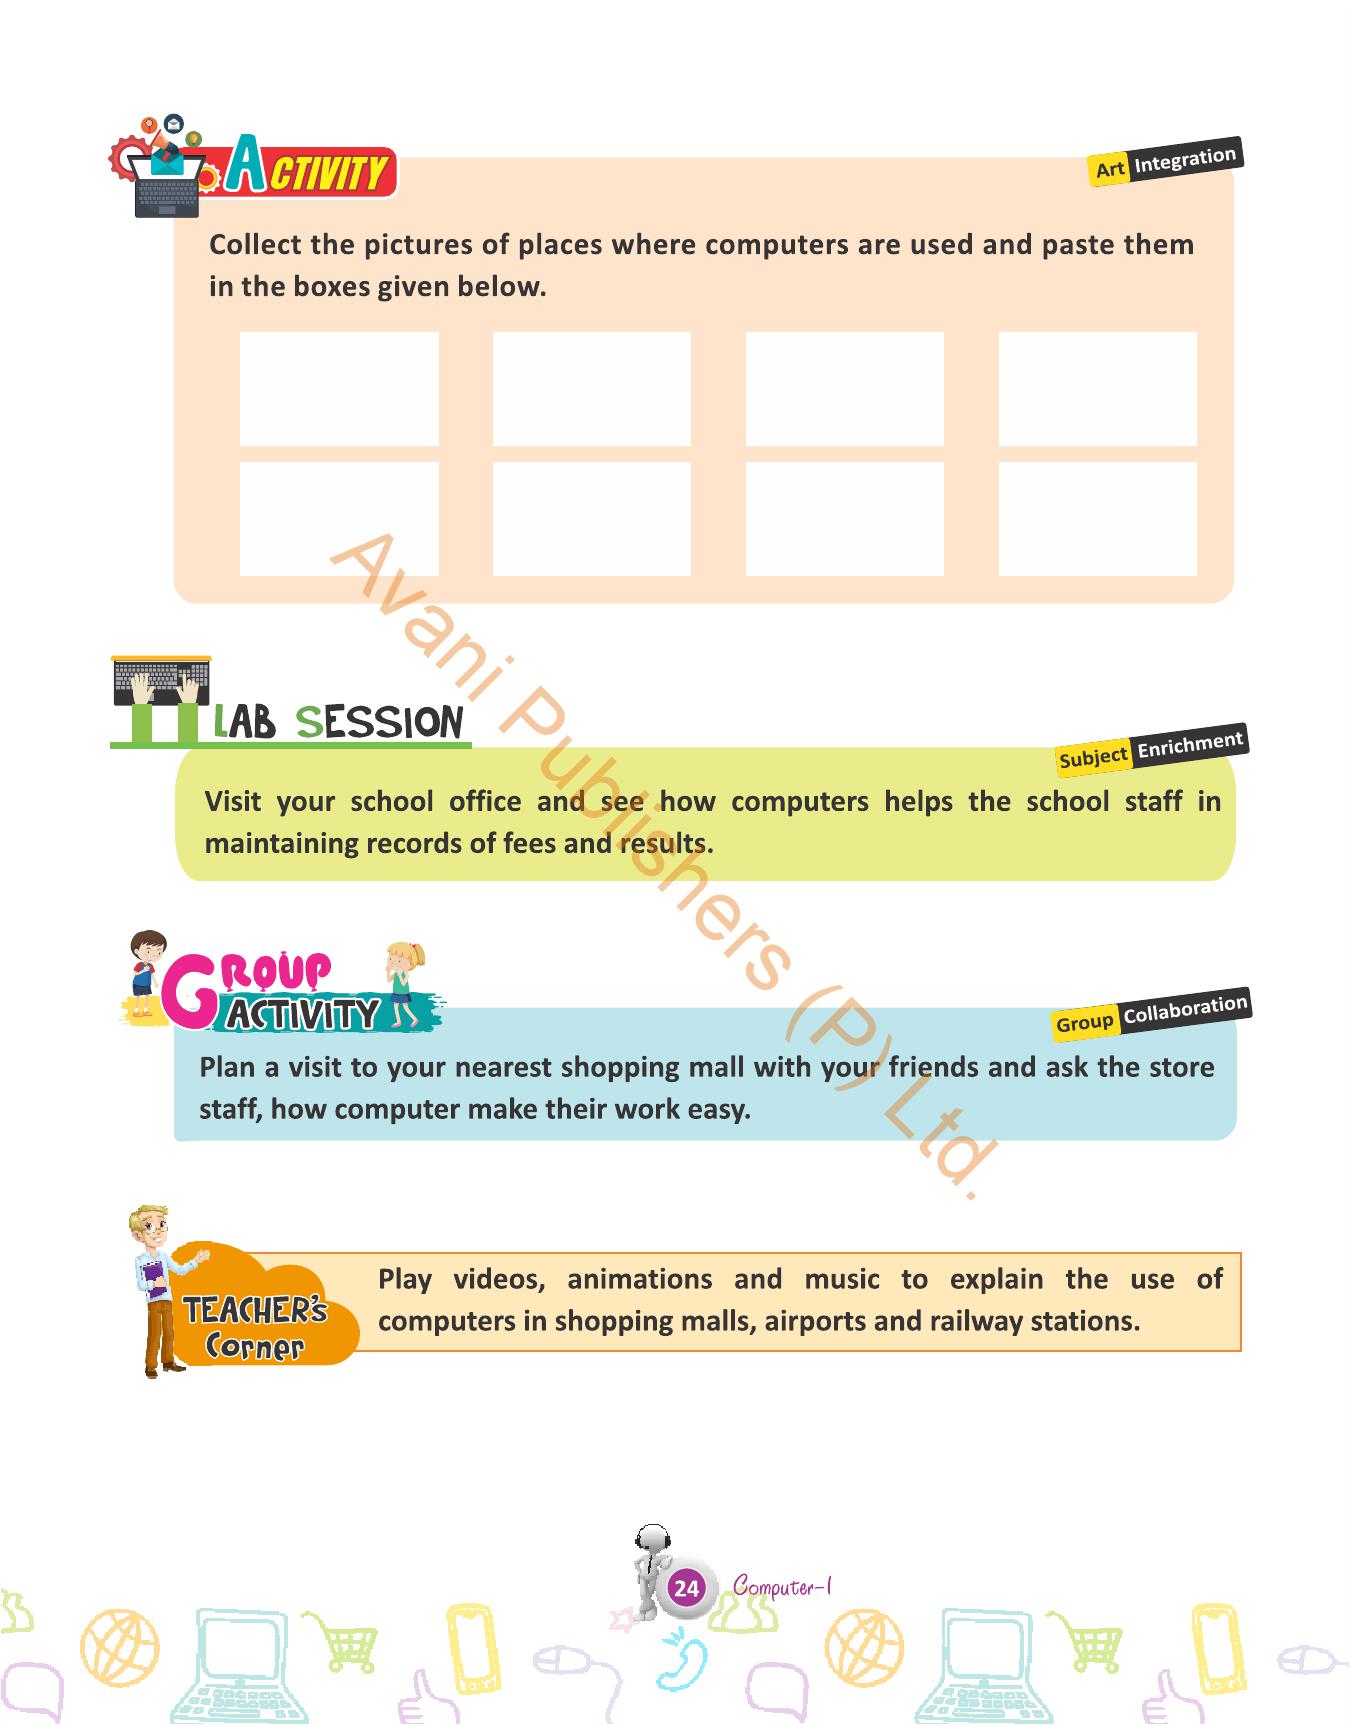 ACTIVITY
Art Integration
Collect the pictures of places where computers are used and paste them
in the boxes given below.
LAB SESSION
Subject Enrichment
Visit your school office and see how computers helps the school staff in
maintaining records of fees and results.
GROUP
ACTIVITY
Group Collaboration
Plan a visit to your nearest shopping mall with your friends and ask the store
staff, how computer make their work easy.
TEACHER's
Corner
Play videos, animations and music to explain the use of
computers in shopping malls, airports and railway stations.
Avani Publishers (P) Ltd.
24 Computer-1